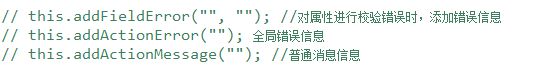 // this.addFieldError("", ""); //对属性进行校验错误时，添加错误信息
// this.addActionError(""); 全局错误信息
// this.addActionMessage(""); //普通消息信息